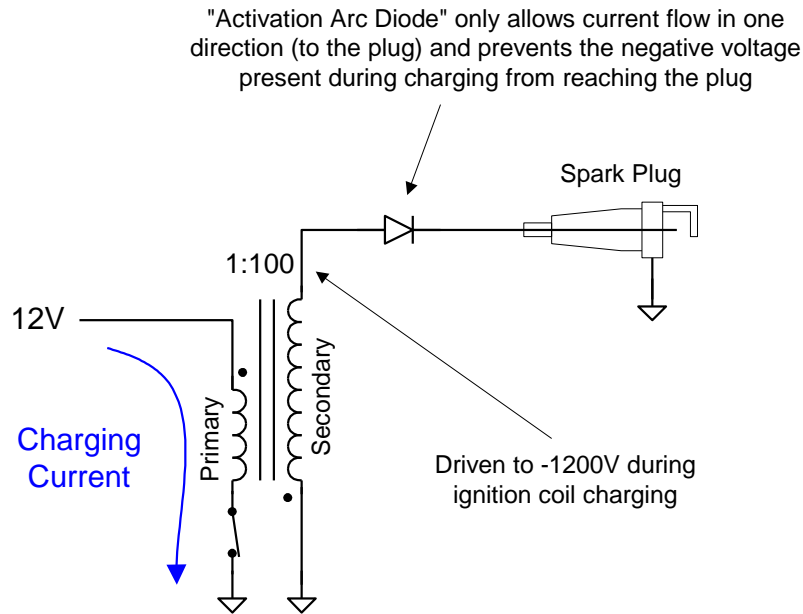 "Activation Arc Diode" only allows current flow in one
direction (to the plug) and prevents the negative voltage
present during charging from reaching the plug
Spark Plug
1:100
12V
Primary
Secondary
Charging
Current
Driven to -1200V during
ignition coil charging